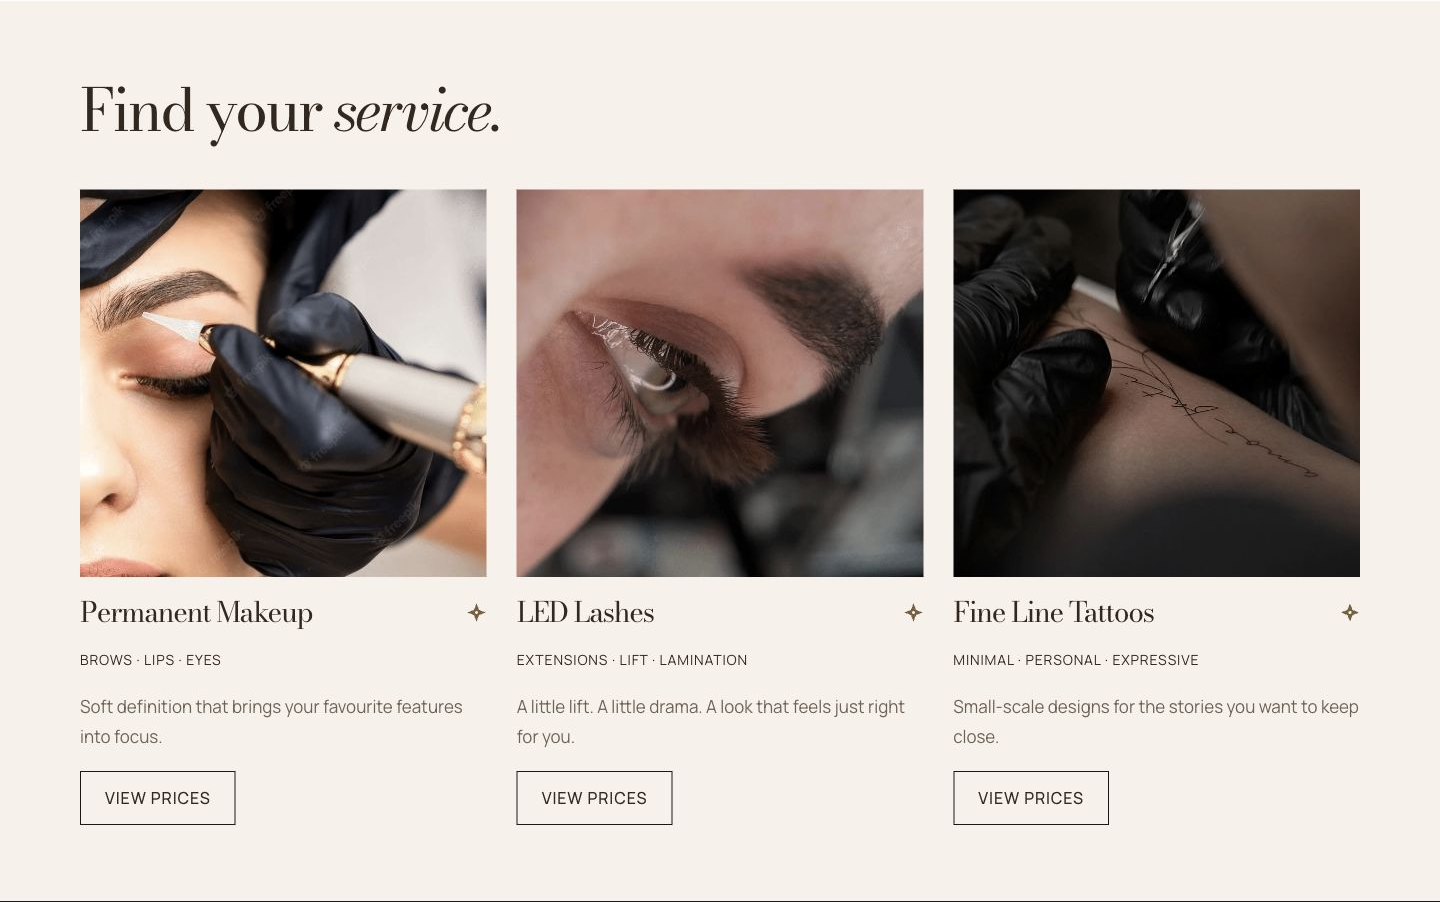 Find your service.
Permanent Makeup
BROWS · LIPS · EYES
Soft definition that brings your favourite features
into focus.
VIEW PRICES
LED Lashes
EXTENSIONS · LIFT · LAMINATION
A little lift. A little drama. A look that feels just right
for you.
VIEW PRICES
amor
Fine Line Tattoos
MINIMAL · PERSONAL · EXPRESSIVE
Small-scale designs for the stories you want to keep
close.
VIEW PRICES